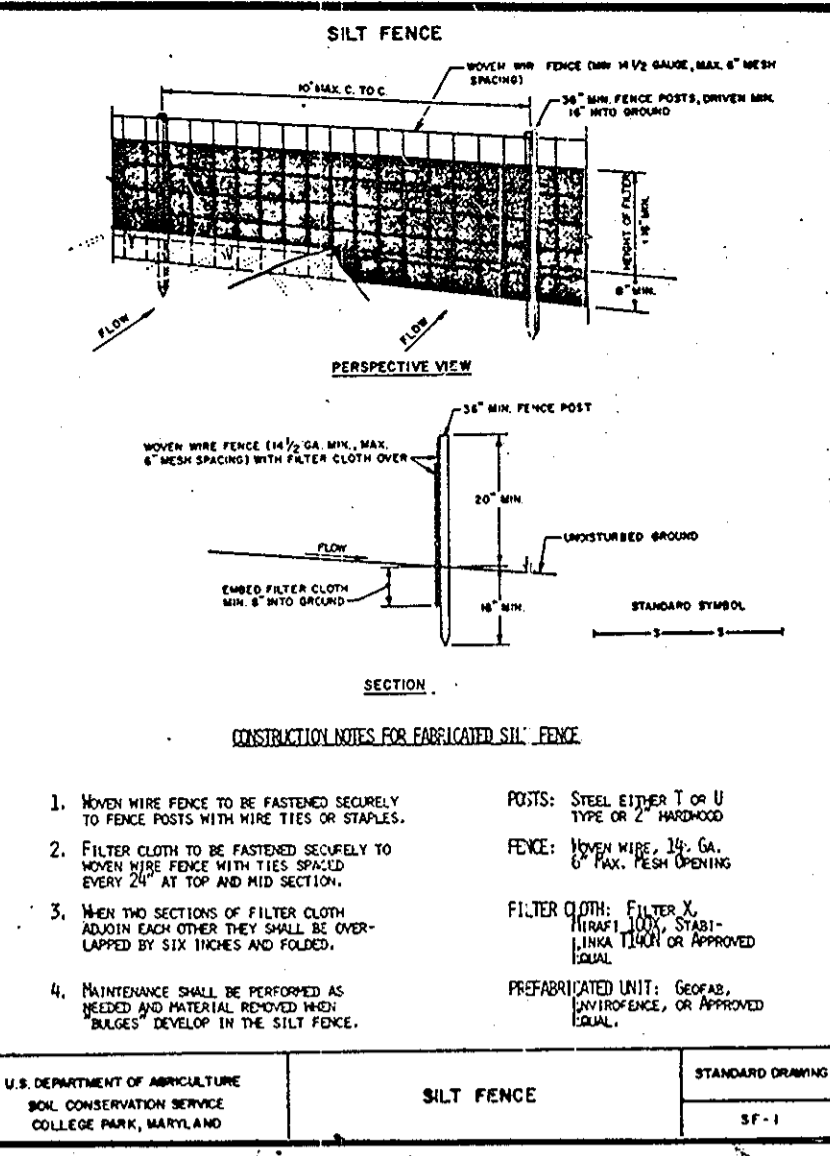 SILT FENCE
WOVEN WIR FENCE (MIN 14 1/2 GAUGE, MAX. 6" MESH
SPACING)
10' MAX. C. TO C.
36" MIN. FENCE POSTS, DRIVEN MIN.
16" INTO GROUND
HEIGHT OF FILTER
16" MIN.
8" MIN.
FLOW
FLOW
PERSPECTIVE VIEW
36" MIN. FENCE POST
WOVEN WIRE FENCE (14 1/2 GA. MIN., MAX.
6" MESH SPACING) WITH FILTER CLOTH OVER
20" MIN.
FLOW
UNDISTURBED GROUND
EMBED FILTER CLOTH
MIN. 8" INTO GROUND
16" MIN.
STANDARD SYMBOL
S S
SECTION
CONSTRUCTION NOTES FOR FABRICATED SIL FENCE
1. WOVEN WIRE FENCE TO BE FASTENED SECURELY
TO FENCE POSTS WITH WIRE TIES OR STAPLES.
2. FILTER CLOTH TO BE FASTENED SECURELY TO
WOVEN WIRE FENCE WITH TIES SPACED
EVERY 24" AT TOP AND MID SECTION.
3. WHEN TWO SECTIONS OF FILTER CLOTH
ADJOIN EACH OTHER THEY SHALL BE OVER-
LAPPED BY SIX INCHES AND FOLDED.
4. MAINTENANCE SHALL BE PERFORMED AS
NEEDED AND MATERIAL REMOVED WHEN
"BULGES" DEVELOP IN THE SILT FENCE.
POSTS: STEEL EITHER T OR U
TYPE OR 2" HARDWOOD
FENCE: WOVEN WIRE, 14 GA.
6" MAX. MESH OPENING
FILTER CLOTH: FILTER X,
MIRAFI 100X, STABI-
LINKA T140N OR APPROVED
EQUAL
PREFABRICATED UNIT: GEOFAB,
ENVIROFENCE, OR APPROVED
EQUAL.
U.S. DEPARTMENT OF AGRICULTURE
SOIL CONSERVATION SERVICE
COLLEGE PARK, MARYLAND
SILT FENCE
STANDARD DRAWING
SF-1